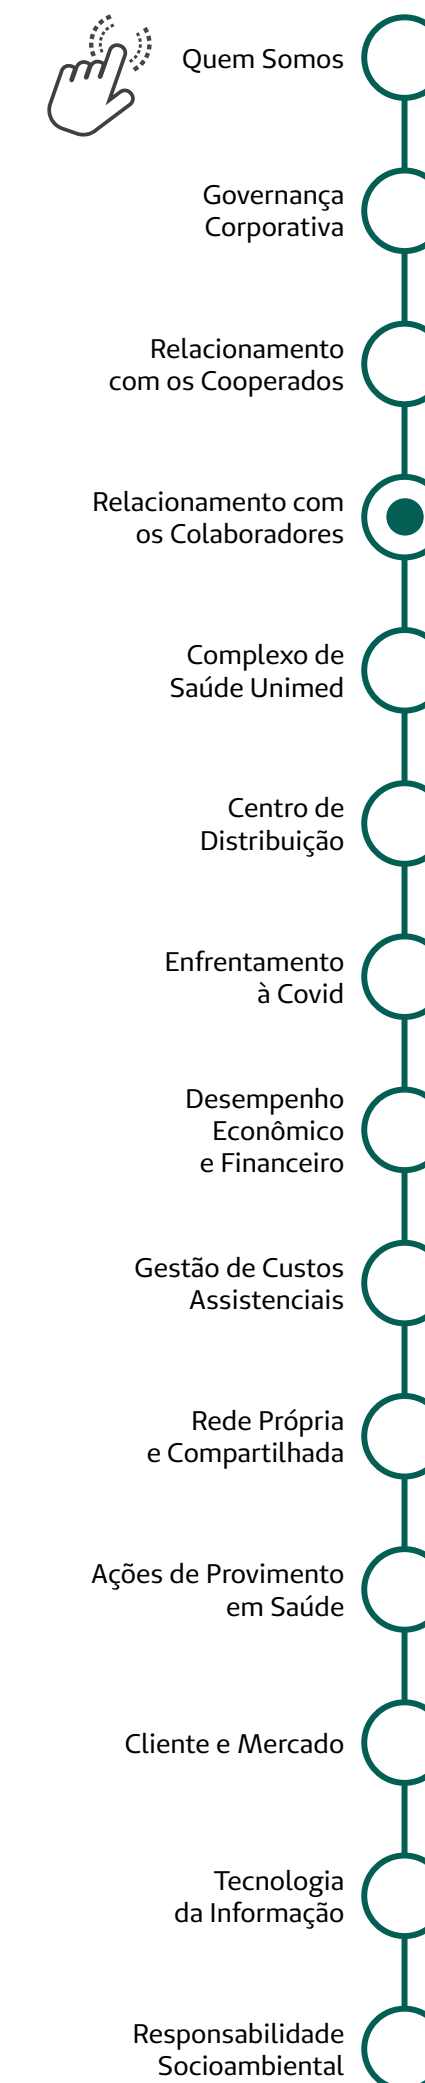 Quem Somos
Governança
Corporativa
Relacionamento
com os Cooperados
Relacionamento com
os Colaboradores
Complexo de
Saúde Unimed
Centro de
Distribuição
Enfrentamento
à Covid
Desempenho
Econômico
e Financeiro
Gestão de Custos
Assistenciais
Rede Própria
e Compartilhada
Ações de Provimento
em Saúde
Cliente e Mercado
Tecnologia
da Informação
Responsabilidade
Socioambiental